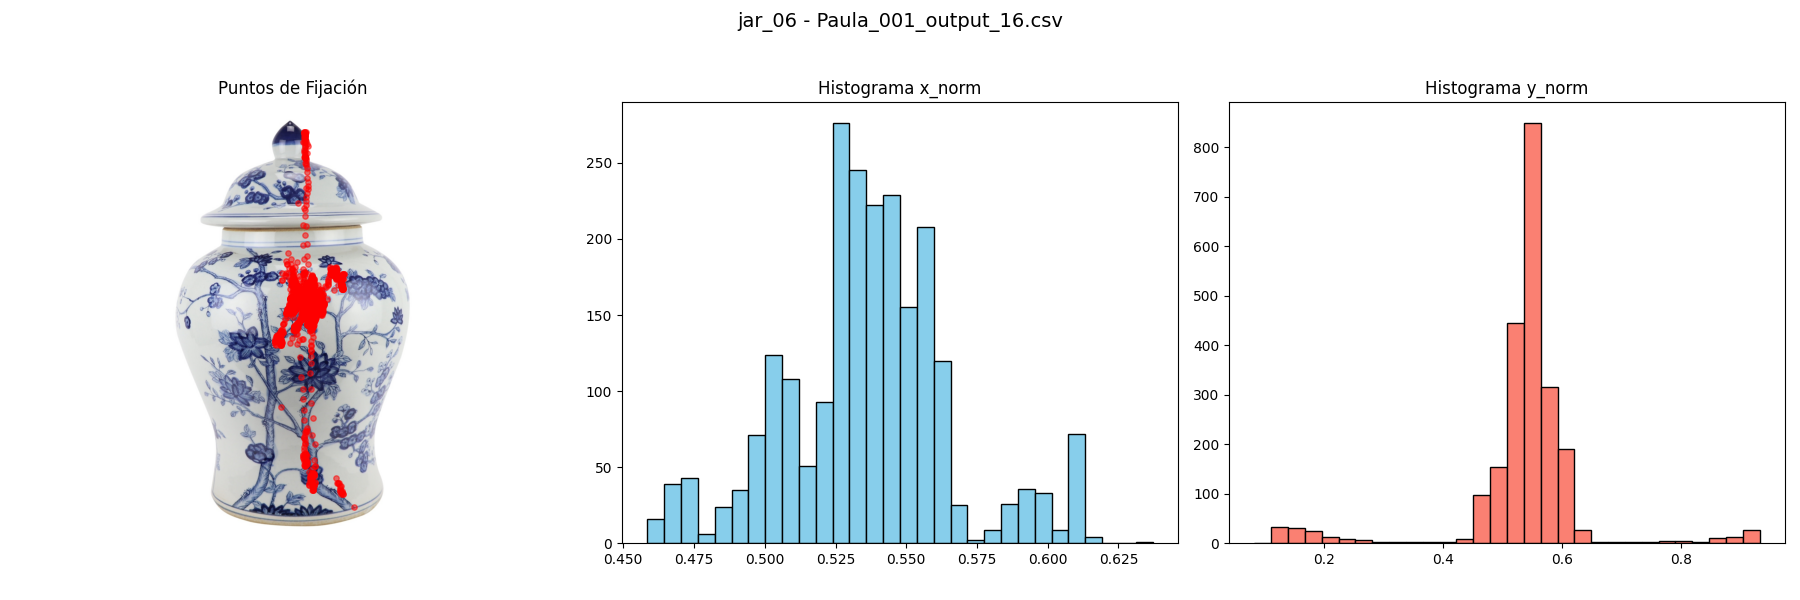 jar_06 - Paula_001_output_16.csv
Puntos de Fijación
Histograma x_norm
250
200
150
100
50
0
0.450 0.475 0.500 0.525 0.550 0.575 0.600 0.625
Histograma y_norm
800
700
600
500
400
300
200
100
0
0.2 0.4 0.6 0.8